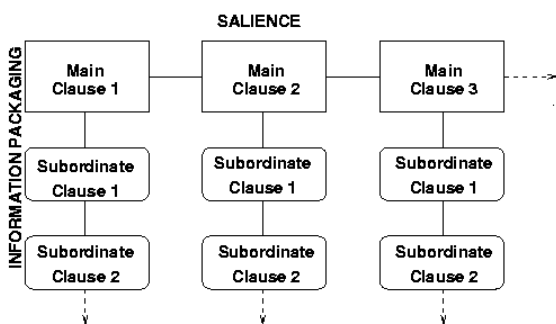 SALIENCE
INFORMATION PACKAGING
Main
Clause 1
Main
Clause 2
Main
Clause 3
Subordinate
Clause 1
Subordinate
Clause 1
Subordinate
Clause 1
Subordinate
Clause 2
Subordinate
Clause 2
Subordinate
Clause 2